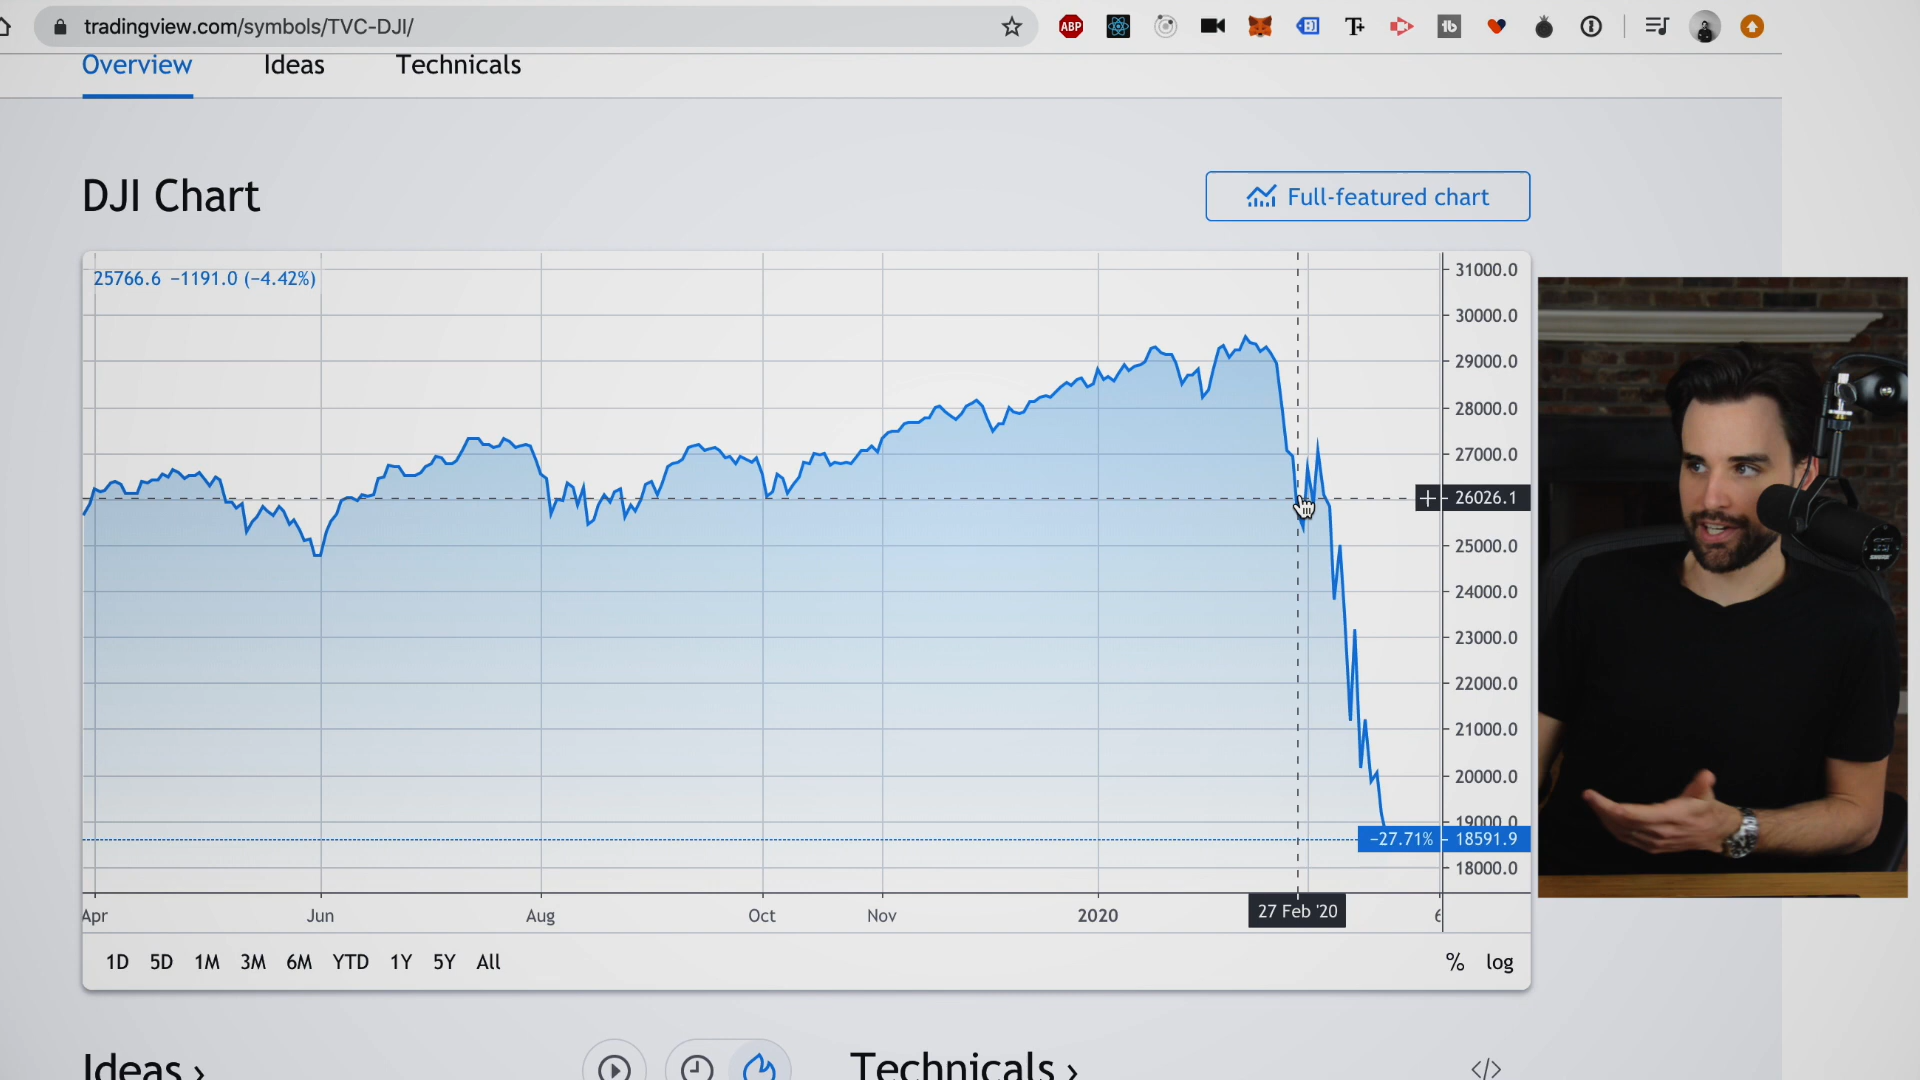 tradingview.com/symbols/TVC-DJI/
ABP
T+
tb
Overview Ideas Technicals
DJI Chart
Full-featured chart
25766.6 −1191.0 (−4.42%)
31000.0
30000.0
29000.0
28000.0
27000.0
+ 26026.1
25000.0
24000.0
23000.0
22000.0
21000.0
20000.0
19000.0
−27.71% 18591.9
18000.0
Apr Jun Aug Oct Nov 2020 27 Feb '20 6
1D 5D 1M 3M 6M YTD 1Y 5Y All % log
Ideas › Technicals › </>